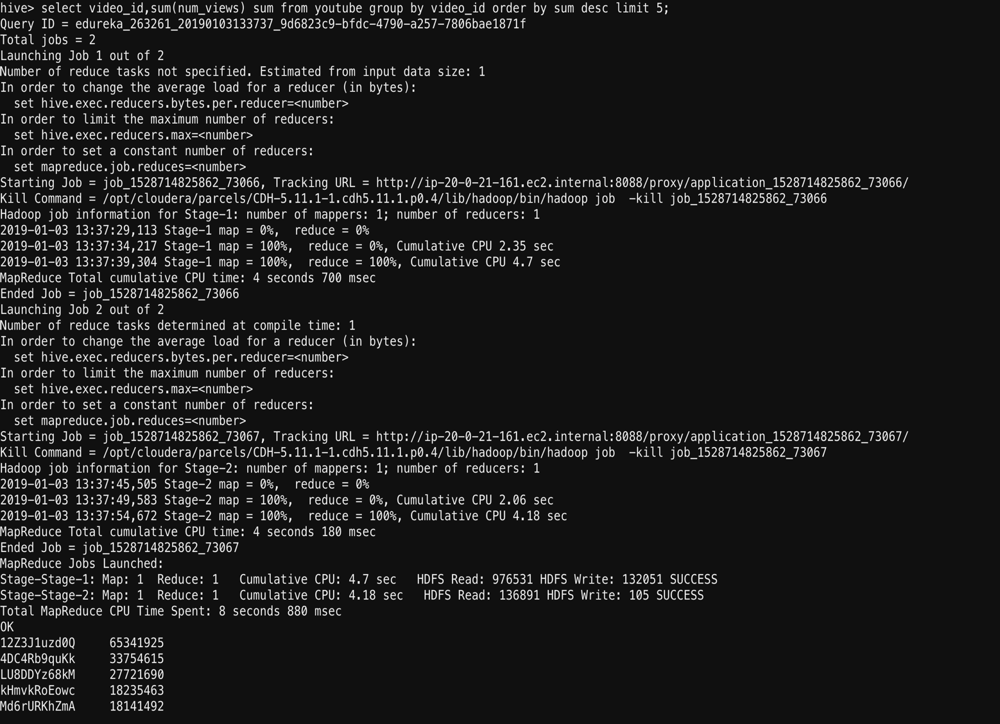 hive> select video_id,sum(num_views) sum from youtube group by video_id order by sum desc limit 5;
Query ID = edureka_263261_20190103133737_9d6823c9-bfdc-4790-a257-7806bae1871f
Total jobs = 2
Launching Job 1 out of 2
Number of reduce tasks not specified. Estimated from input data size: 1
In order to change the average load for a reducer (in bytes):
  set hive.exec.reducers.bytes.per.reducer=<number>
In order to limit the maximum number of reducers:
  set hive.exec.reducers.max=<number>
In order to set a constant number of reducers:
  set mapreduce.job.reduces=<number>
Starting Job = job_1528714825862_73066, Tracking URL = http://ip-20-0-21-161.ec2.internal:8088/proxy/application_1528714825862_73066/
Kill Command = /opt/cloudera/parcels/CDH-5.11.1-1.cdh5.11.1.p0.4/lib/hadoop/bin/hadoop job  -kill job_1528714825862_73066
Hadoop job information for Stage-1: number of mappers: 1; number of reducers: 1
2019-01-03 13:37:29,113 Stage-1 map = 0%,  reduce = 0%
2019-01-03 13:37:34,217 Stage-1 map = 100%,  reduce = 0%, Cumulative CPU 2.35 sec
2019-01-03 13:37:39,304 Stage-1 map = 100%,  reduce = 100%, Cumulative CPU 4.7 sec
MapReduce Total cumulative CPU time: 4 seconds 700 msec
Ended Job = job_1528714825862_73066
Launching Job 2 out of 2
Number of reduce tasks determined at compile time: 1
In order to change the average load for a reducer (in bytes):
  set hive.exec.reducers.bytes.per.reducer=<number>
In order to limit the maximum number of reducers:
  set hive.exec.reducers.max=<number>
In order to set a constant number of reducers:
  set mapreduce.job.reduces=<number>
Starting Job = job_1528714825862_73067, Tracking URL = http://ip-20-0-21-161.ec2.internal:8088/proxy/application_1528714825862_73067/
Kill Command = /opt/cloudera/parcels/CDH-5.11.1-1.cdh5.11.1.p0.4/lib/hadoop/bin/hadoop job  -kill job_1528714825862_73067
Hadoop job information for Stage-2: number of mappers: 1; number of reducers: 1
2019-01-03 13:37:45,505 Stage-2 map = 0%,  reduce = 0%
2019-01-03 13:37:49,583 Stage-2 map = 100%,  reduce = 0%, Cumulative CPU 2.06 sec
2019-01-03 13:37:54,672 Stage-2 map = 100%,  reduce = 100%, Cumulative CPU 4.18 sec
MapReduce Total cumulative CPU time: 4 seconds 180 msec
Ended Job = job_1528714825862_73067
MapReduce Jobs Launched:
Stage-Stage-1: Map: 1  Reduce: 1   Cumulative CPU: 4.7 sec   HDFS Read: 976531 HDFS Write: 132051 SUCCESS
Stage-Stage-2: Map: 1  Reduce: 1   Cumulative CPU: 4.18 sec   HDFS Read: 136891 HDFS Write: 105 SUCCESS
Total MapReduce CPU Time Spent: 8 seconds 880 msec
OK
12Z3J1uzd0Q     65341925
4DC4Rb9quKk     33754615
LU8DDYz68kM     27721690
kHmvkRoEowc     18235463
Md6rURKhZmA     18141492